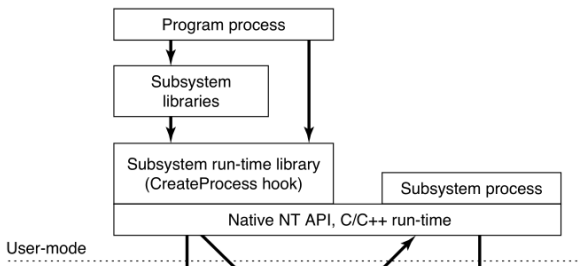 Program process
Subsystem
libraries
Subsystem run-time library
(CreateProcess hook)
Subsystem process
Native NT API, C/C++ run-time
User-mode